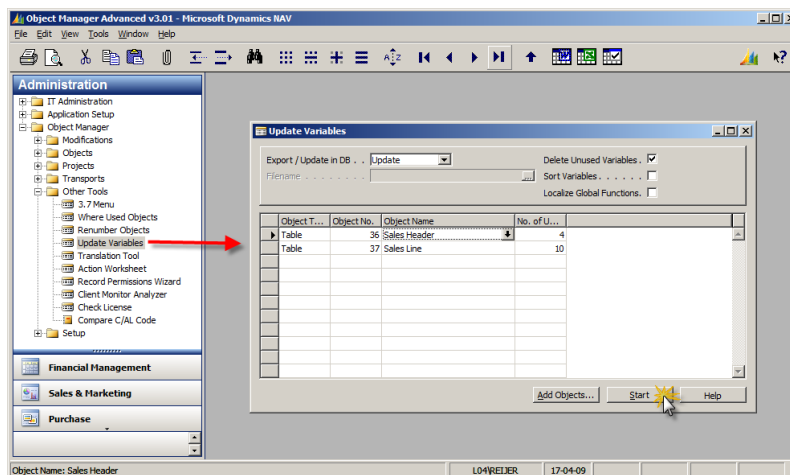 Object Manager Advanced v3.01 - Microsoft Dynamics NAV
File Edit View Tools Window Help
Administration
IT Administration
Application Setup
Object Manager
Modifications
Objects
Projects
Transports
Other Tools
3.7 Menu
Where Used Objects
Renumber Objects
Update Variables
Translation Tool
Action Worksheet
Record Permissions Wizard
Client Monitor Analyzer
Check License
Compare C/AL Code
Setup
Financial Management
Sales & Marketing
Purchase
Update Variables
Export / Update in DB . . Update
Delete Unused Variables .
Filename . . . . . . . .
Sort Variables . . . . . .
Localize Global Functions .
Object T... Object No. Object Name No. of U...
Table 36 Sales Header 4
Table 37 Sales Line 10
Add Objects... Start Help
Object Name: Sales Header L04\REIJER 17-04-09